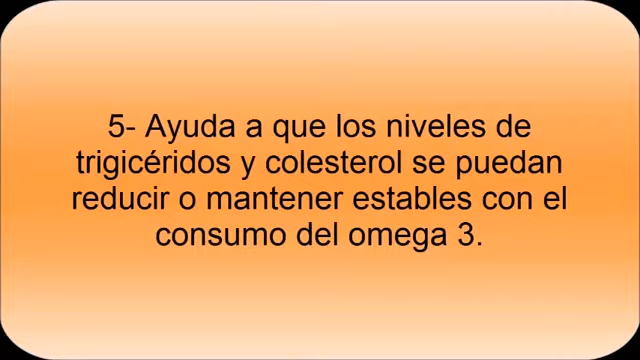 5- Ayuda a que los niveles de
trigicéridos y colesterol se puedan
reducir o mantener estables con el
consumo del omega 3.